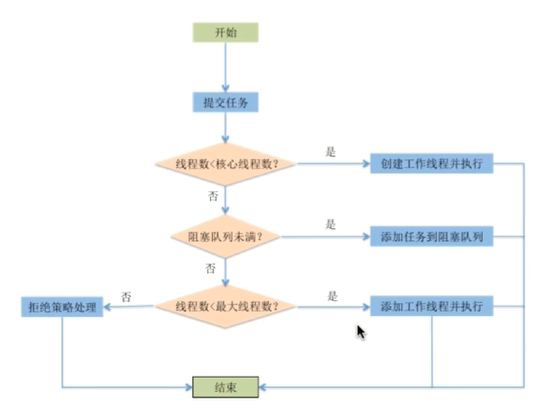 开始
提交任务
线程数<核心线程数?
是
创建工作线程并执行
否
阻塞队列未满?
是
添加任务到阻塞队列
否
拒绝策略处理
否
线程数<最大线程数?
是
添加工作线程并执行
结束